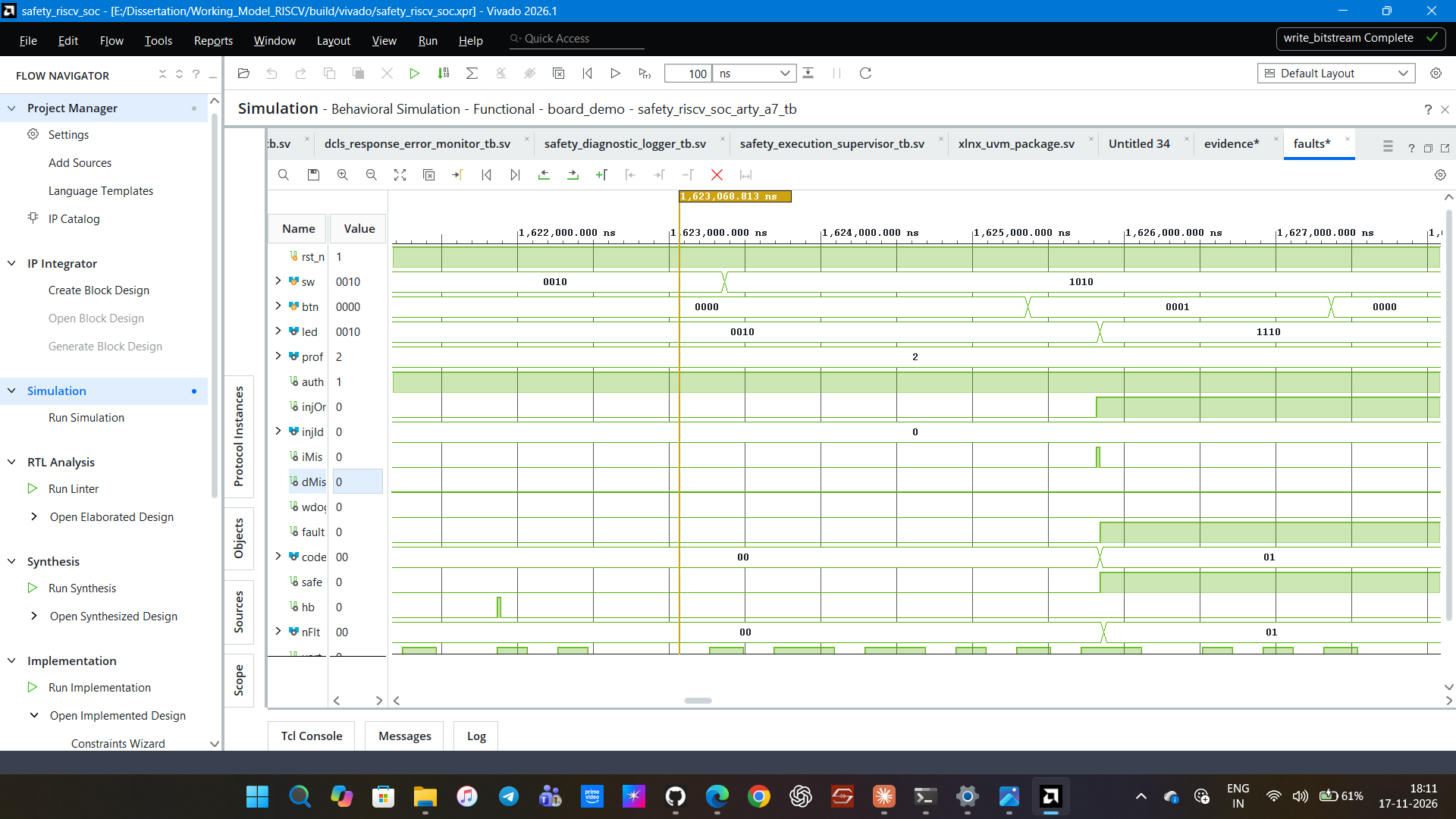 safety_riscv_soc - [E:/Dissertation/Working_Model_RISCV/build/vivado/safety_riscv_soc.xpr] - Vivado 2026.1
File Edit Flow Tools Reports Window Layout View Run Help Quick Access
write_bitstream Complete
FLOW NAVIGATOR
100 ns
Default Layout
Project Manager
Settings
Add Sources
Language Templates
IP Catalog
IP Integrator
Create Block Design
Open Block Design
Generate Block Design
Simulation
Run Simulation
RTL Analysis
Run Linter
Open Elaborated Design
Synthesis
Run Synthesis
Open Synthesized Design
Implementation
Run Implementation
Open Implemented Design
Constraints Wizard
Simulation - Behavioral Simulation - Functional - board_demo - safety_riscv_soc_arty_a7_tb
:b.sv dcls_response_error_monitor_tb.sv safety_diagnostic_logger_tb.sv safety_execution_supervisor_tb.sv xlnx_uvm_package.sv Untitled 34 evidence* faults*
Protocol Instances
Objects
Sources
Scope
1,623,068.813 ns
Name Value
1,622,000.000 ns 1,623,000.000 ns 1,624,000.000 ns 1,625,000.000 ns 1,626,000.000 ns 1,627,000.000 ns
rst_n 1
sw 0010 0010 1010
btn 0000 0000 0001 0000
led 0010 0010 1110
prof 2 2
auth 1
injOr 0
injId 0 0
iMis 0
dMis 0
wdo 0
fault 0
code 00 00 01
safe 0
hb 0
nFlt 00 00 01
Tcl Console Messages Log
61%
ENG
IN
18:11
17-11-2026